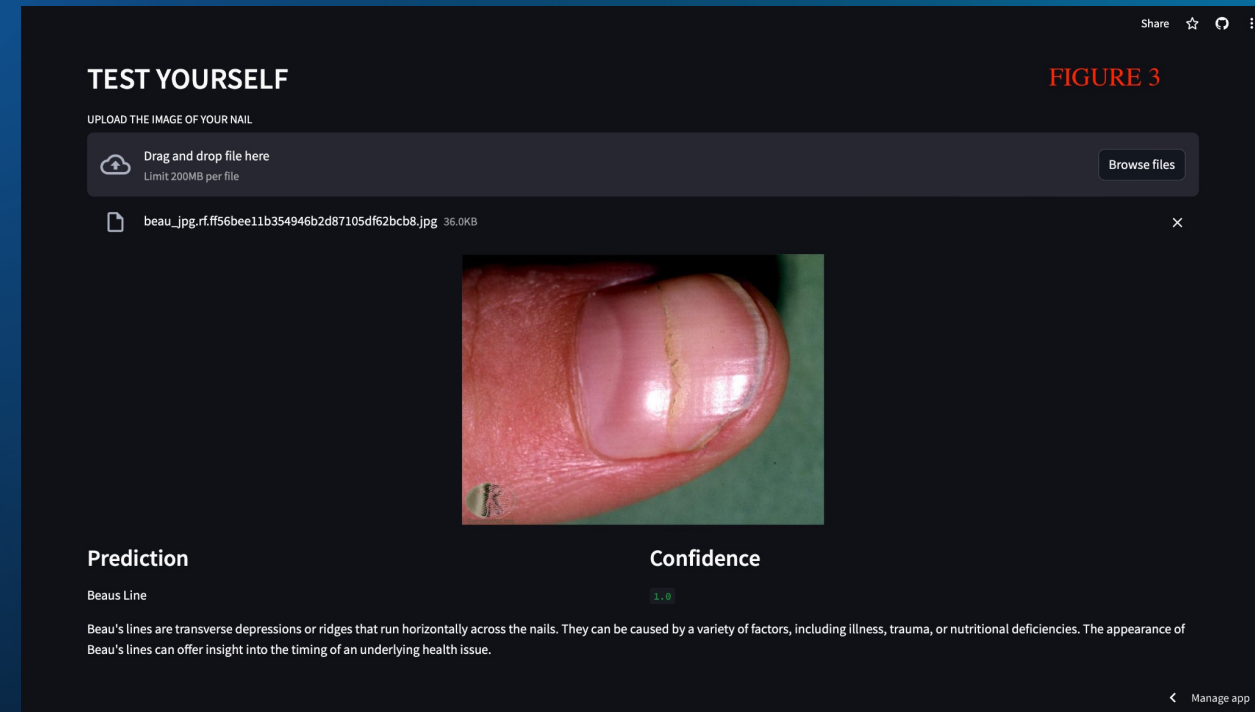 Share
TEST YOURSELF
FIGURE 3
UPLOAD THE IMAGE OF YOUR NAIL
Drag and drop file here
Limit 200MB per file
Browse files
beau_jpg.rf.ff56bee11b354946b2d87105df62bcb8.jpg 36.0KB
Prediction
Confidence
Beaus Line
1.0
Beau's lines are transverse depressions or ridges that run horizontally across the nails. They can be caused by a variety of factors, including illness, trauma, or nutritional deficiencies. The appearance of
Beau's lines can offer insight into the timing of an underlying health issue.
Manage app